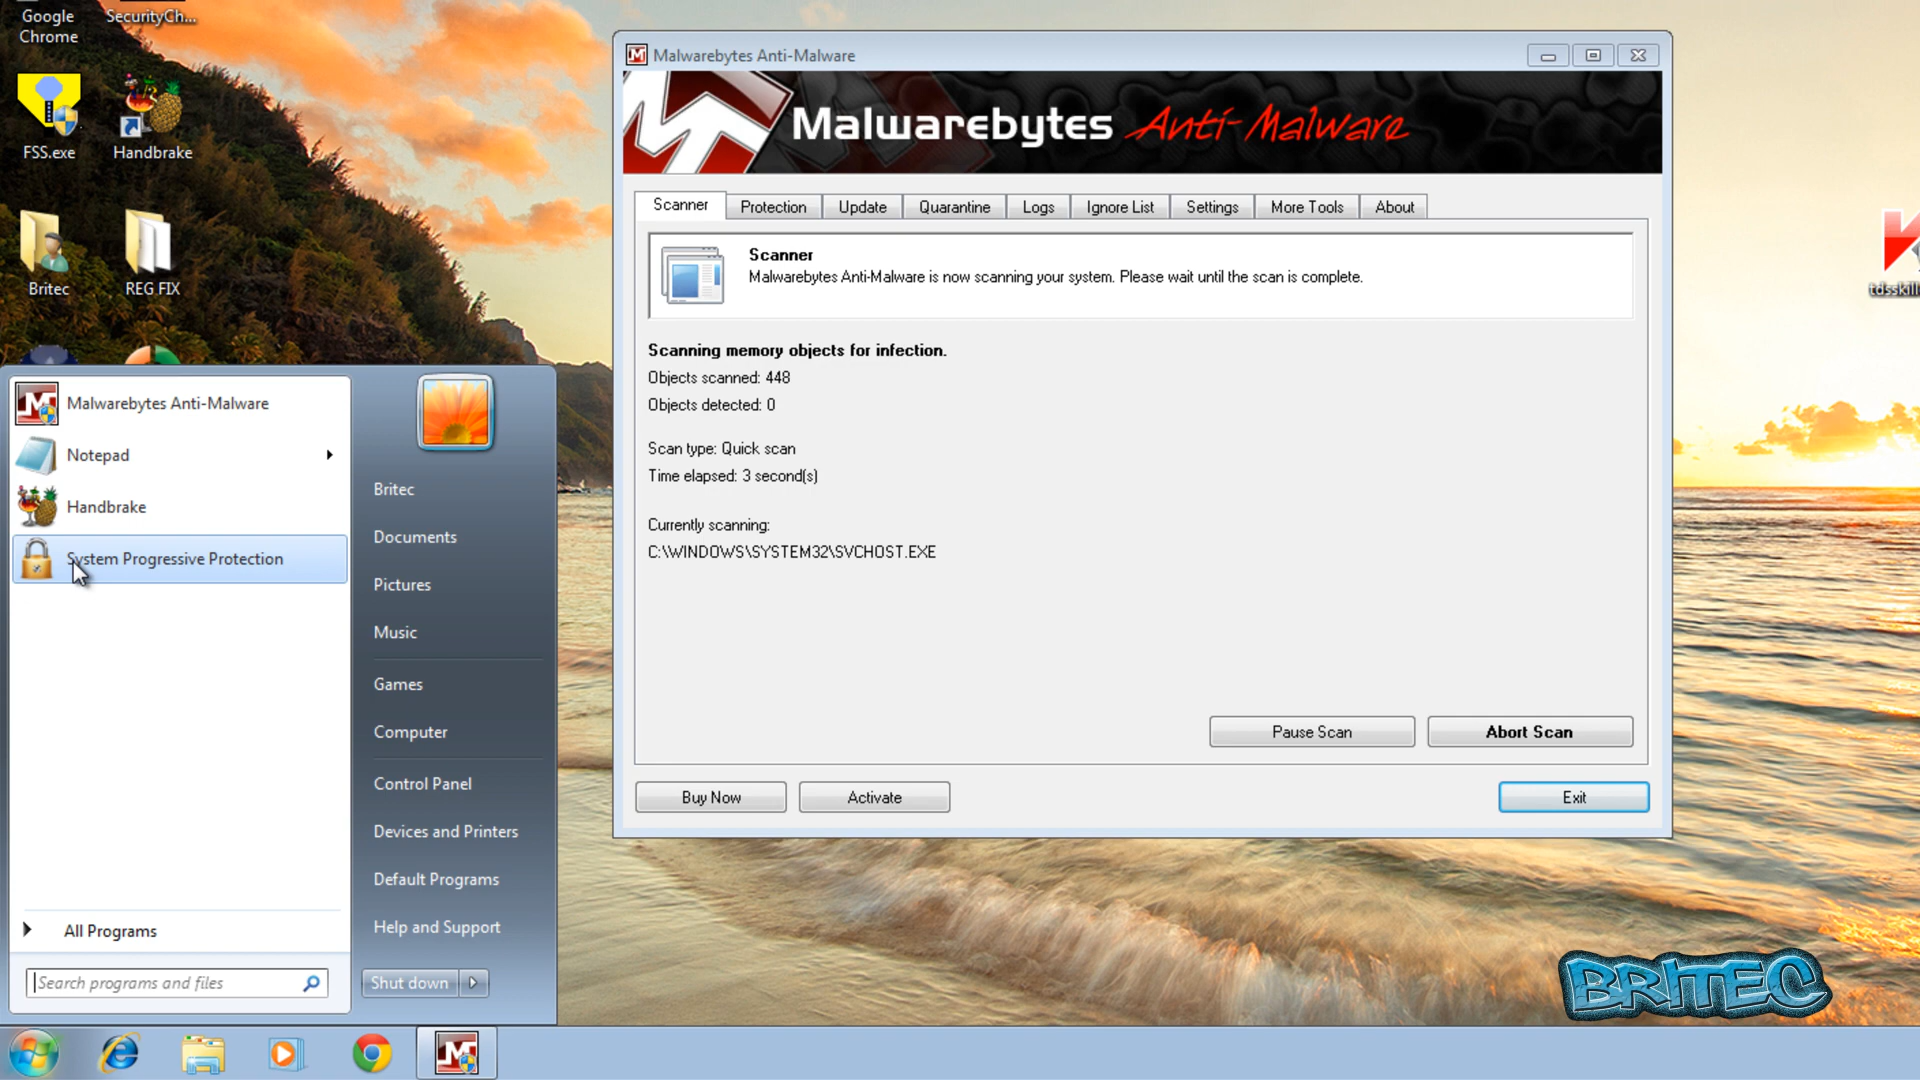 Google
Chrome
SecurityCh...
FSS.exe
Handbrake
Britec
REG FIX
Malwarebytes Anti-Malware
Notepad
Handbrake
System Progressive Protection
All Programs
Search programs and files
Britec
Documents
Pictures
Music
Games
Computer
Control Panel
Devices and Printers
Default Programs
Help and Support
Shut down
Malwarebytes Anti-Malware
Malwarebytes Anti-Malware
Scanner
Protection
Update
Quarantine
Logs
Ignore List
Settings
More Tools
About
Scanner
Malwarebytes Anti-Malware is now scanning your system. Please wait until the scan is complete.
Scanning memory objects for infection.
Objects scanned: 448
Objects detected: 0
Scan type: Quick scan
Time elapsed: 3 second(s)
Currently scanning:
C:\WINDOWS\SYSTEM32\SVCHOST.EXE
Pause Scan
Abort Scan
Buy Now
Activate
Exit
BRITEC